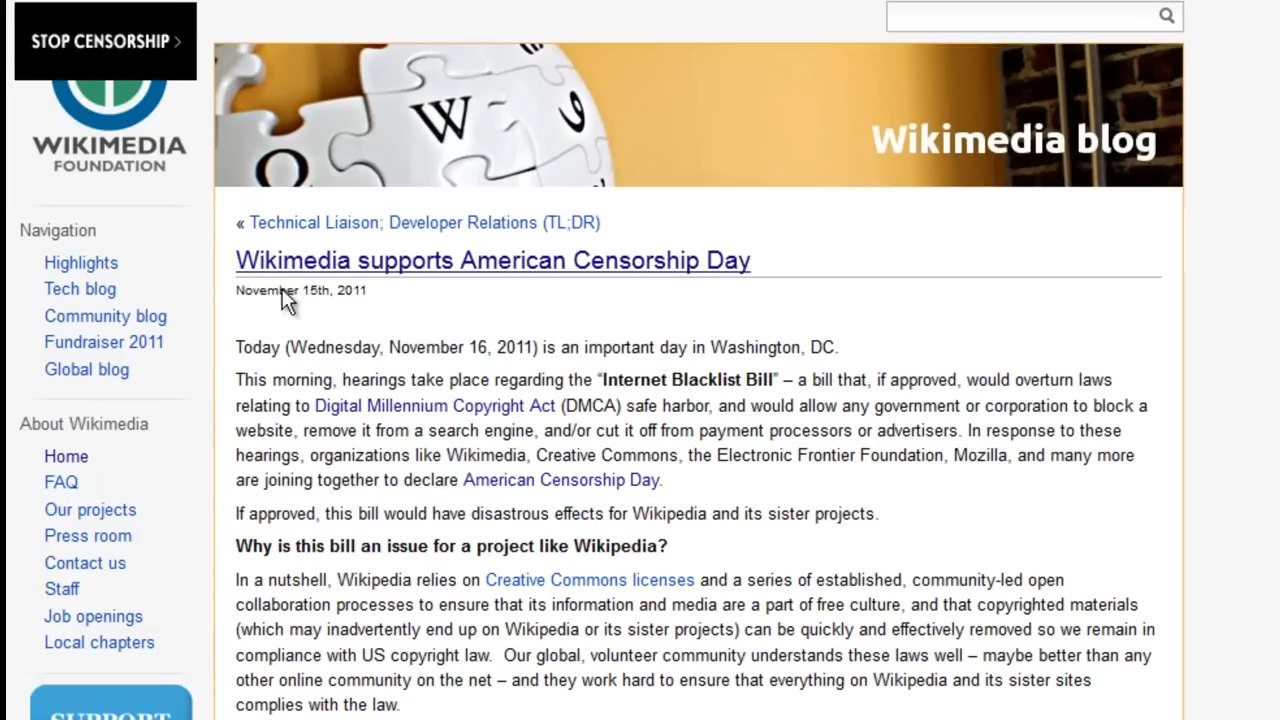 STOP CENSORSHIP >
WIKIMEDIA
FOUNDATION
Navigation
Highlights
Tech blog
Community blog
Fundraiser 2011
Global blog
About Wikimedia
Home
FAQ
Our projects
Press room
Contact us
Staff
Job openings
Local chapters
SUPPORT
W
Wikimedia blog
« Technical Liaison; Developer Relations (TL;DR)
Wikimedia supports American Censorship Day
November 15th, 2011
Today (Wednesday, November 16, 2011) is an important day in Washington, DC.
This morning, hearings take place regarding the “Internet Blacklist Bill” – a bill that, if approved, would overturn laws
relating to Digital Millennium Copyright Act (DMCA) safe harbor, and would allow any government or corporation to block a
website, remove it from a search engine, and/or cut it off from payment processors or advertisers. In response to these
hearings, organizations like Wikimedia, Creative Commons, the Electronic Frontier Foundation, Mozilla, and many more
are joining together to declare American Censorship Day.
If approved, this bill would have disastrous effects for Wikipedia and its sister projects.
Why is this bill an issue for a project like Wikipedia?
In a nutshell, Wikipedia relies on Creative Commons licenses and a series of established, community-led open
collaboration processes to ensure that its information and media are a part of free culture, and that copyrighted materials
(which may inadvertently end up on Wikipedia or its sister projects) can be quickly and effectively removed so we remain in
compliance with US copyright law. Our global, volunteer community understands these laws well – maybe better than any
other online community on the net – and they work hard to ensure that everything on Wikipedia and its sister sites
complies with the law.